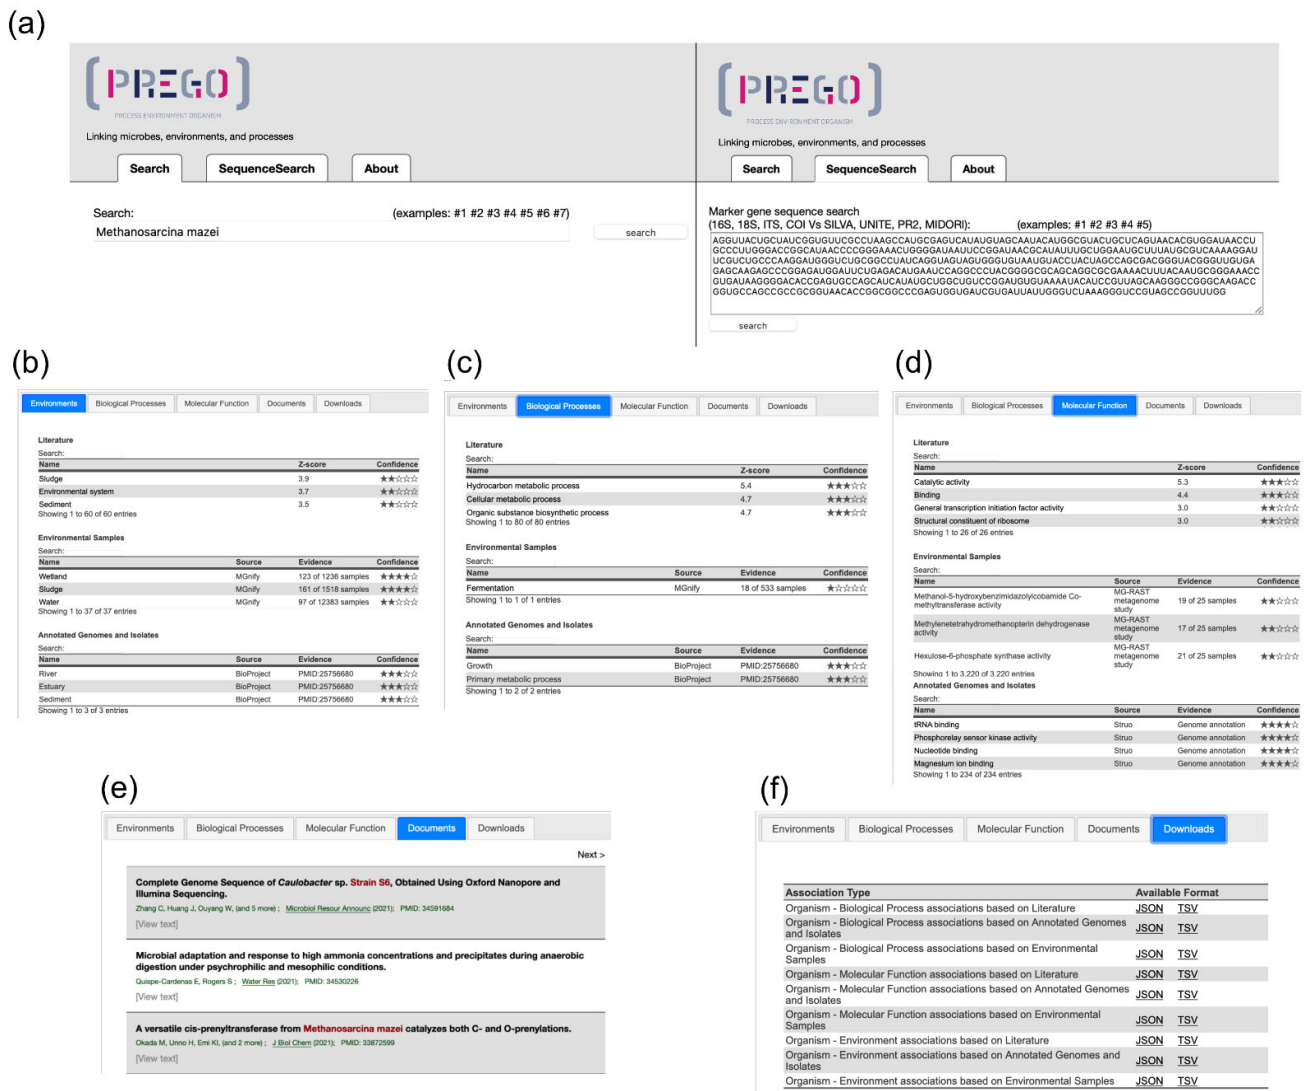 (a)
[PREGO]
PROCESS ENVIRONMENT ORGANISM
Linking microbes, environments, and processes
Search SequenceSearch About
Search: (examples: #1 #2 #3 #4 #5 #6 #7)
Methanosarcina mazei
search
[PREGO]
PROCESS ENVIRONMENT ORGANISM
Linking microbes, environments, and processes
Search SequenceSearch About
Marker gene sequence search
(16S, 18S, ITS, COI Vs SILVA, UNITE, PR2, MIDORI): (examples: #1 #2 #3 #4 #5)
search
(b)
Environments Biological Processes Molecular Function Documents Downloads
Literature
Search:
Name Z-score Confidence
Sludge 3.9 ★★☆☆☆
Environmental system 3.7 ★★☆☆☆
Sediment 3.5 ★★☆☆☆
Showing 1 to 60 of 60 entries
Environmental Samples
Search:
Name Source Evidence Confidence
Wetland MGnify 123 of 1236 samples ★★★★☆
Sludge MGnify 161 of 1518 samples ★★★★☆
Water MGnify 97 of 12383 samples ★★☆☆☆
Showing 1 to 37 of 37 entries
Annotated Genomes and Isolates
Search:
Name Source Evidence Confidence
River BioProject PMID:25756680 ★★★☆☆
Estuary BioProject PMID:25756680 ★★★☆☆
Sediment BioProject PMID:25756680 ★★★☆☆
Showing 1 to 3 of 3 entries
(c)
Environments Biological Processes Molecular Function Documents Downloads
Literature
Search:
Name Z-score Confidence
Hydrocarbon metabolic process 5.4 ★★★☆☆
Cellular metabolic process 4.7 ★★★☆☆
Organic substance biosynthetic process 4.7 ★★★☆☆
Showing 1 to 80 of 80 entries
Environmental Samples
Search:
Name Source Evidence Confidence
Fermentation MGnify 18 of 533 samples ★☆☆☆☆
Showing 1 to 1 of 1 entries
Annotated Genomes and Isolates
Search:
Name Source Evidence Confidence
Growth BioProject PMID:25756680 ★★★☆☆
Primary metabolic process BioProject PMID:25756680 ★★★☆☆
Showing 1 to 2 of 2 entries
(d)
Environments Biological Processes Molecular Function Documents Downloads
Literature
Search:
Name Z-score Confidence
Catalytic activity 5.3 ★★★☆☆
Binding 4.4 ★★★☆☆
General transcription initiation factor activity 3.0 ★★☆☆☆
Structural constituent of ribosome 3.0 ★★☆☆☆
Showing 1 to 26 of 26 entries
Environmental Samples
Search:
Name Source Evidence Confidence
Methanol-5-hydroxybenzimidazolylcobamide Co-
methyltransferase activity
MG-RAST
metagenome
study
19 of 25 samples ★★☆☆☆
Methylenetetrahydromethanopterin dehydrogenase
activity
MG-RAST
metagenome
study
17 of 25 samples ★★☆☆☆
Hexulose-6-phosphate synthase activity
MG-RAST
metagenome
study
21 of 25 samples ★★☆☆☆
Showing 1 to 3.220 of 3.220 entries
Annotated Genomes and Isolates
Search:
Name Source Evidence Confidence
tRNA binding Struo Genome annotation ★★★★☆
Phosphorelay sensor kinase activity Struo Genome annotation ★★★★☆
Nucleotide binding Struo Genome annotation ★★★★☆
Magnesium ion binding Struo Genome annotation ★★★★☆
Showing 1 to 234 of 234 entries
(e)
Environments Biological Processes Molecular Function Documents Downloads
Next >
Complete Genome Sequence of Caulobacter sp. Strain S6, Obtained Using Oxford Nanopore and
Illumina Sequencing.
Zhang C, Huang J, Ouyang W, (and 5 more) ; Microbiol Resour Announc (2021); PMID: 34591684
[View text]
Microbial adaptation and response to high ammonia concentrations and precipitates during anaerobic
digestion under psychrophilic and mesophilic conditions.
Quispe-Cardenas E, Rogers S ; Water Res (2021); PMID: 34530226
[View text]
A versatile cis-prenyltransferase from Methanosarcina mazei catalyzes both C- and O-prenylations.
Okada M, Unno H, Emi KI, (and 2 more) ; J Biol Chem (2021); PMID: 33872599
[View text]
(f)
Environments Biological Processes Molecular Function Documents Downloads
Association Type Available Format
Organism - Biological Process associations based on Literature JSON TSV
Organism - Biological Process associations based on Annotated Genomes
and Isolates JSON TSV
Organism - Biological Process associations based on Environmental
Samples JSON TSV
Organism - Molecular Function associations based on Literature JSON TSV
Organism - Molecular Function associations based on Annotated Genomes
and Isolates JSON TSV
Organism - Molecular Function associations based on Environmental
Samples JSON TSV
Organism - Environment associations based on Literature JSON TSV
Organism - Environment associations based on Annotated Genomes and
Isolates JSON TSV
Organism - Environment associations based on Environmental Samples JSON TSV